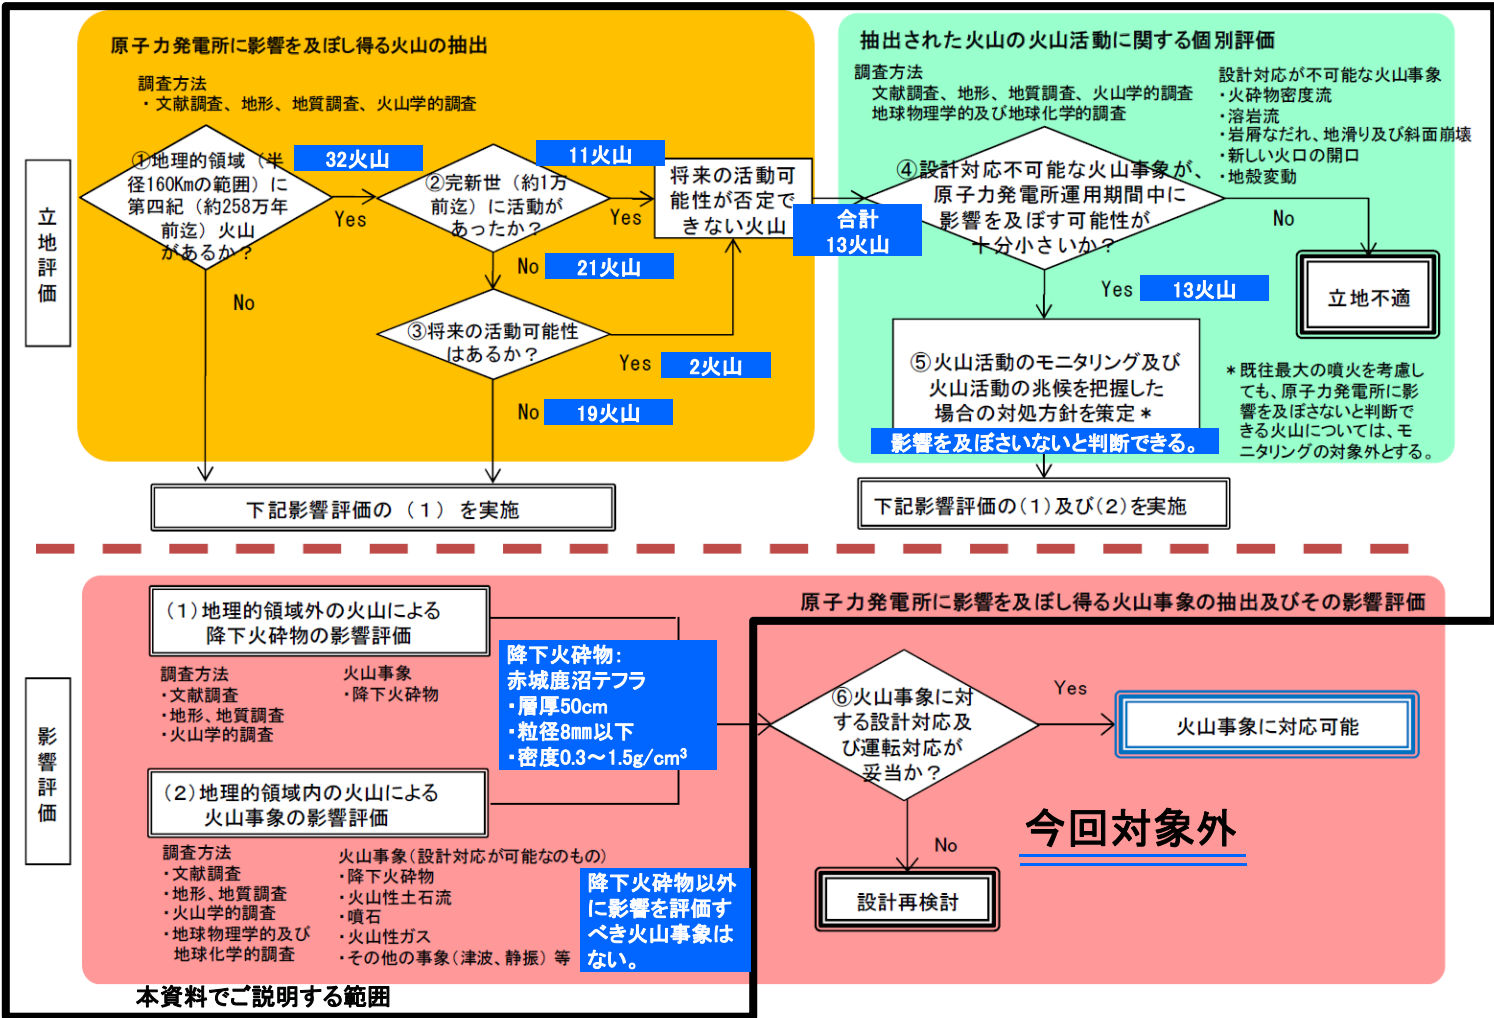 原子力発電所に影響を及ぼし得る火山の抽出
調査方法
・文献調査、地形、地質調査、火山学的調査
立地評価
①地理的領域（半
径160Kmの範囲）に
第四紀（約258万年
前迄）火山
があるか？
32火山
Yes
No
②完新世（約1万
前迄）に活動が
あったか？
11火山
Yes
No
21火山
③将来の活動可能性
はあるか？
Yes
2火山
No
19火山
将来の活動可
能性が否定で
きない火山
合計
13火山
下記影響評価の（1）を実施
抽出された火山の火山活動に関する個別評価
調査方法
文献調査、地形、地質調査、火山学的調査
地球物理学的及び地球化学的調査
設計対応が不可能な火山事象
・火砕物密度流
・溶岩流
・岩屑なだれ、地滑り及び斜面崩壊
・新しい火口の開口
・地殻変動
④設計対応不可能な火山事象が、
原子力発電所運用期間中に
影響を及ぼす可能性が
十分小さいか？
No
立地不適
Yes
13火山
⑤火山活動のモニタリング及び
火山活動の兆候を把握した
場合の対処方針を策定＊
影響を及ぼさいないと判断できる。
＊既往最大の噴火を考慮し
ても、原子力発電所に影
響を及ぼさないと判断で
きる火山については、モ
ニタリングの対象外とする。
下記影響評価の(1)及び(2)を実施
影響評価
原子力発電所に影響を及ぼし得る火山事象の抽出及びその影響評価
（1）地理的領域外の火山による
降下火砕物の影響評価
調査方法
・文献調査
・地形、地質調査
・火山学的調査
火山事象
・降下火砕物
降下火砕物：
赤城鹿沼テフラ
・層厚50cm
・粒径8㎜以下
・密度0.3～1.5g/cm³
（2）地理的領域内の火山による
火山事象の影響評価
調査方法
・文献調査
・地形、地質調査
・火山学的調査
・地球物理学的及び
地球化学的調査
火山事象（設計対応が可能なのもの）
・降下火砕物
・火山性土石流
・噴石
・火山性ガス
・その他の事象（津波、静振）等
降下火砕物以外
に影響を評価す
べき火山事象は
ない。
⑥火山事象に対
する設計対応及
び運転対応が
妥当か？
Yes
火山事象に対応可能
No
設計再検討
今回対象外
本資料でご説明する範囲